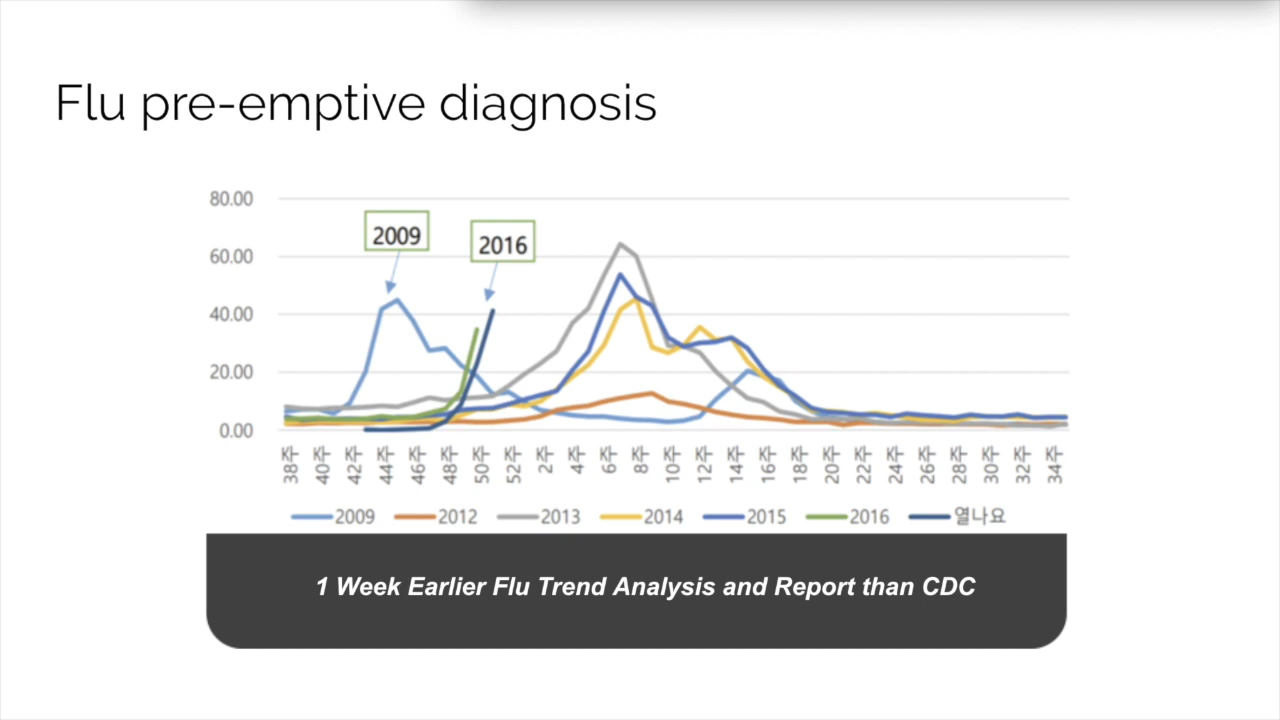 Flu pre-emptive diagnosis
80.00
60.00
40.00
20.00
0.00
2009
2016
38주 40주 42주 44주 46주 48주 50주 52주 2주 4주 6주 8주 10주 12주 14주 16주 18주 20주 22주 24주 26주 28주 30주 32주 34주
2009 2012 2013 2014 2015 2016 열나요
1 Week Earlier Flu Trend Analysis and Report than CDC